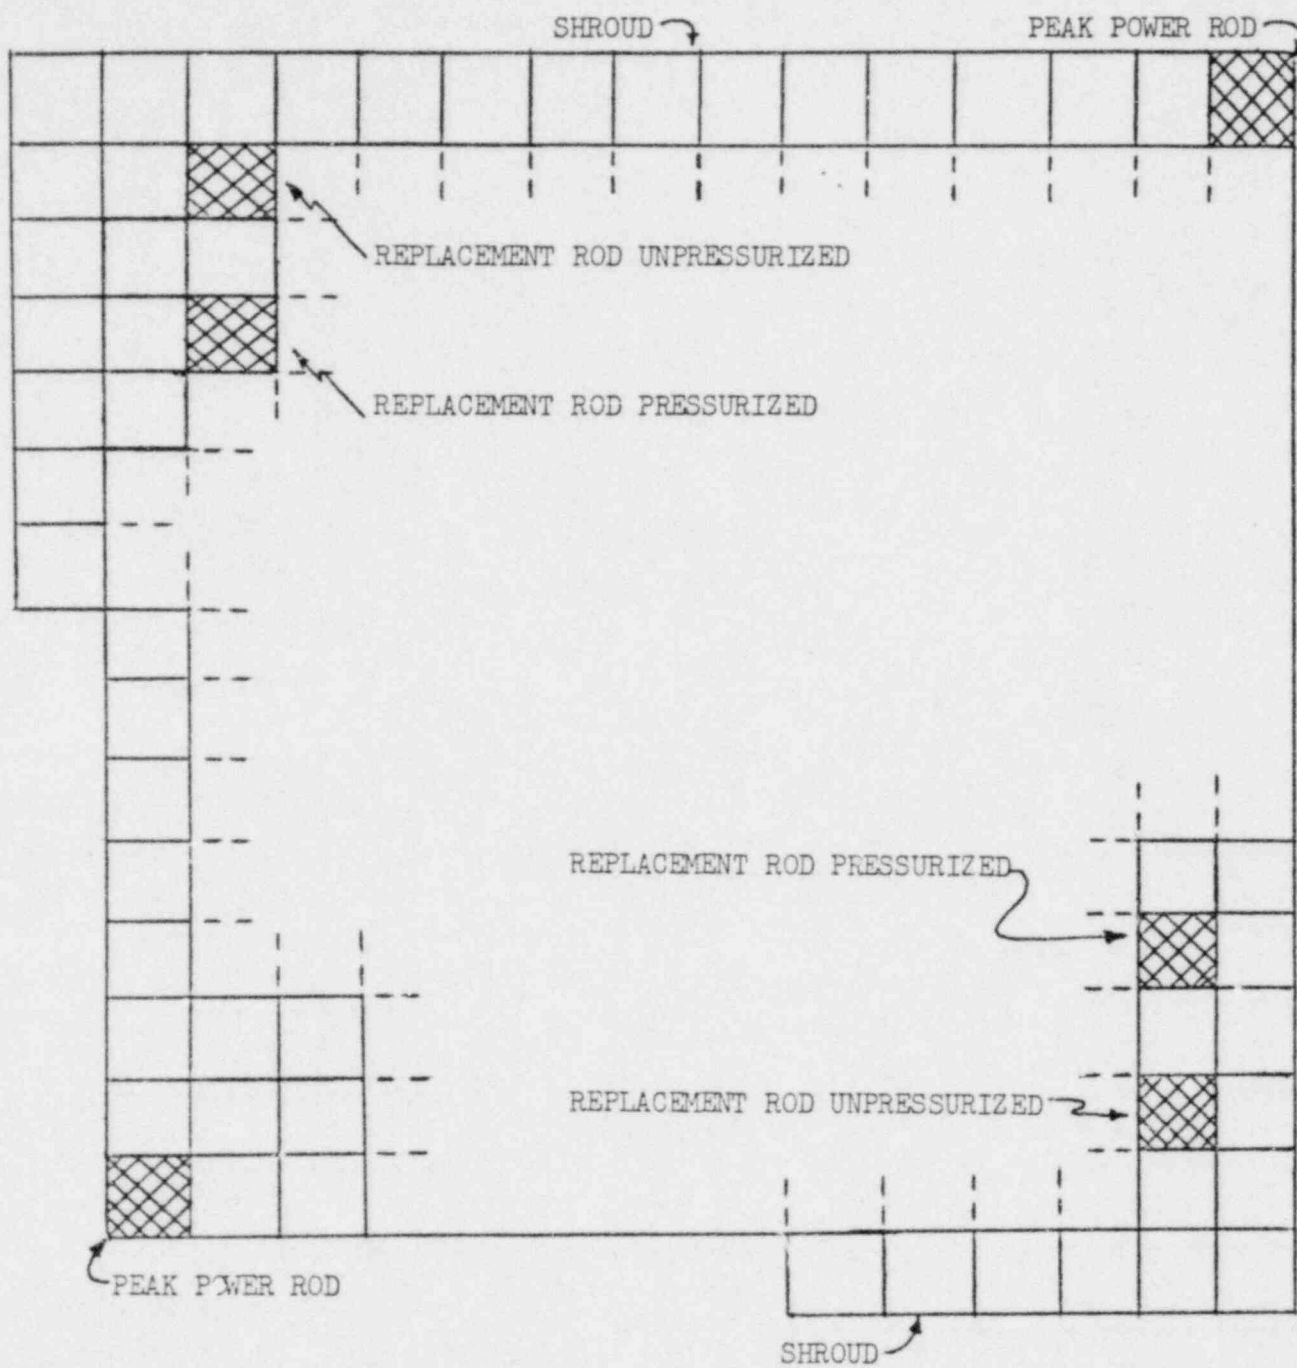 SHROUD
PEAK POWER ROD
REPLACEMENT ROD UNPRESSURIZED
REPLACEMENT ROD PRESSURIZED
REPLACEMENT ROD PRESSURIZED
REPLACEMENT ROD UNPRESSURIZED
PEAK POWER ROD
SHROUD